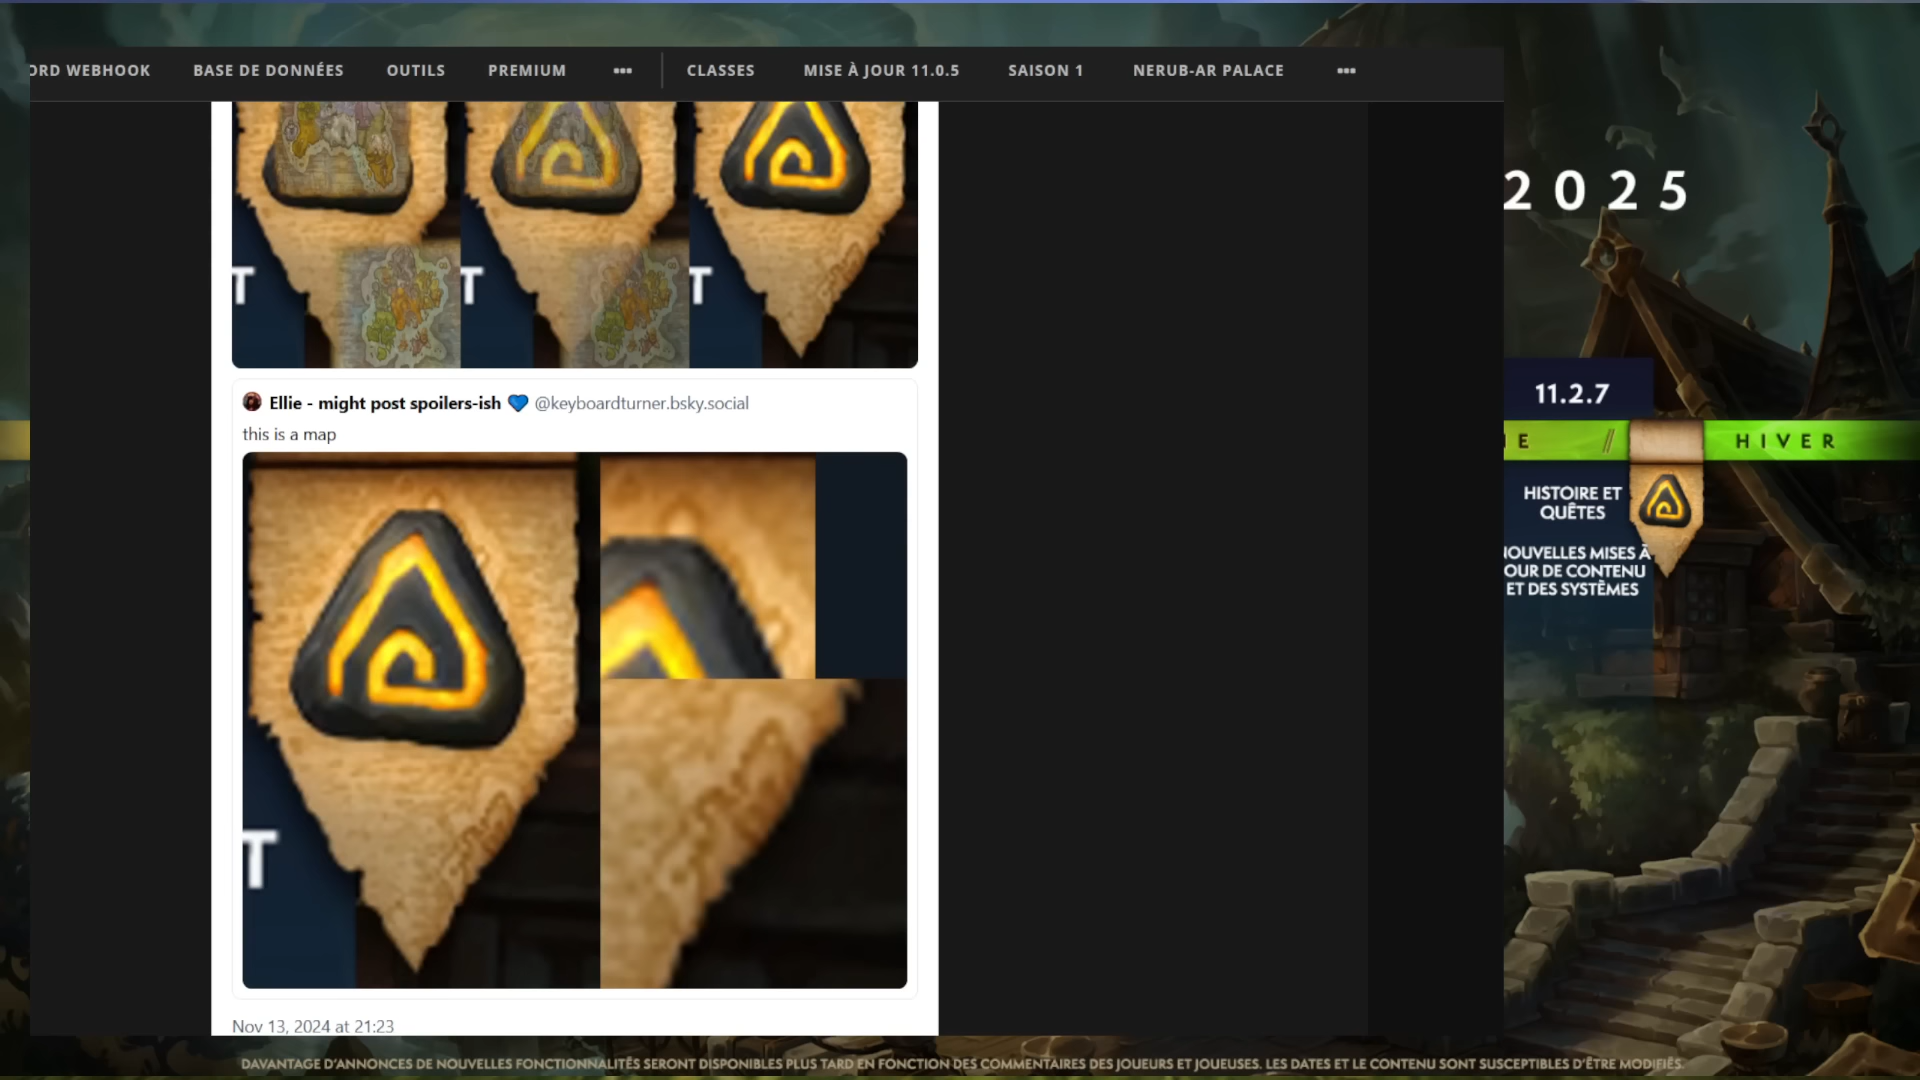 ORD WEBHOOK BASE DE DONNÉES OUTILS PREMIUM ••• CLASSES MISE À JOUR 11.0.5 SAISON 1 NERUB-AR PALACE •••
2025
T T T
Ellie - might post spoilers-ish 💙 @keyboardturner.bsky.social
this is a map
T
Nov 13, 2024 at 21:23
11.2.7
E // HIVER
HISTOIRE ET
QUÊTES
NOUVELLES MISES À
OUR DE CONTENU
ET DES SYSTÈMES
DAVANTAGE D'ANNONCES DE NOUVELLES FONCTIONNALITÉS SERONT DISPONIBLES PLUS TARD EN FONCTION DES COMMENTAIRES DES JOUEURS ET JOUEUSES. LES DATES ET LE CONTENU SONT SUSCEPTIBLES D'ÊTRE MODIFIÉS.